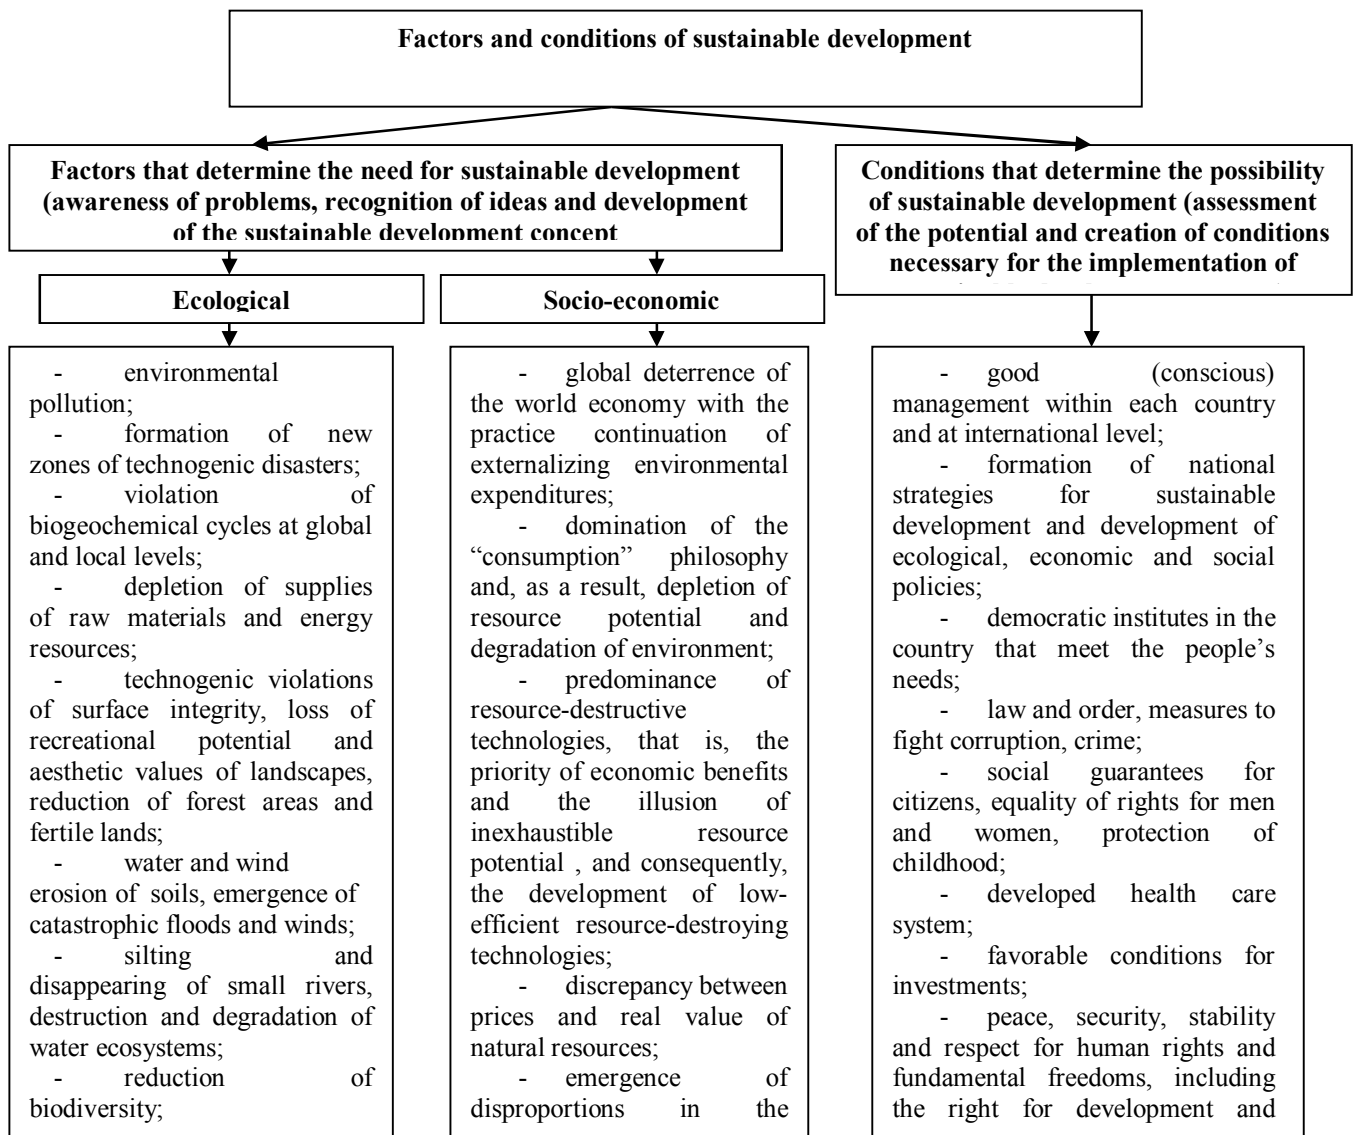 Factors and conditions of sustainable development
Factors that determine the need for sustainable development
(awareness of problems, recognition of ideas and development
of the sustainable development concept
Conditions that determine the possibility
of sustainable development (assessment
of the potential and creation of conditions
necessary for the implementation of
Ecological
Socio-economic
- environmental
pollution;
- formation of new
zones of technogenic disasters;
- violation of
biogeochemical cycles at global
and local levels;
- depletion of supplies
of raw materials and energy
resources;
- technogenic violations
of surface integrity, loss of
recreational potential and
aesthetic values of landscapes,
reduction of forest areas and
fertile lands;
- water and wind
erosion of soils, emergence of
catastrophic floods and winds;
- silting and
disappearing of small rivers,
destruction and degradation of
water ecosystems;
- reduction of
biodiversity;
- global deterrence of
the world economy with the
practice continuation of
externalizing environmental
expenditures;
- domination of the
“consumption” philosophy
and, as a result, depletion of
resource potential and
degradation of environment;
- predominance of
resource-destructive
technologies, that is, the
priority of economic benefits
and the illusion of
inexhaustible resource
potential , and consequently,
the development of low-
efficient resource-destroying
technologies;
- discrepancy between
prices and real value of
natural resources;
- emergence of
disproportions in the
- good (conscious)
management within each country
and at international level;
- formation of national
strategies for sustainable
development and development of
ecological, economic and social
policies;
- democratic institutes in the
country that meet the people’s
needs;
- law and order, measures to
fight corruption, crime;
- social guarantees for
citizens, equality of rights for men
and women, protection of
childhood;
- developed health care
system;
- favorable conditions for
investments;
- peace, security, stability
and respect for human rights and
fundamental freedoms, including
the right for development and